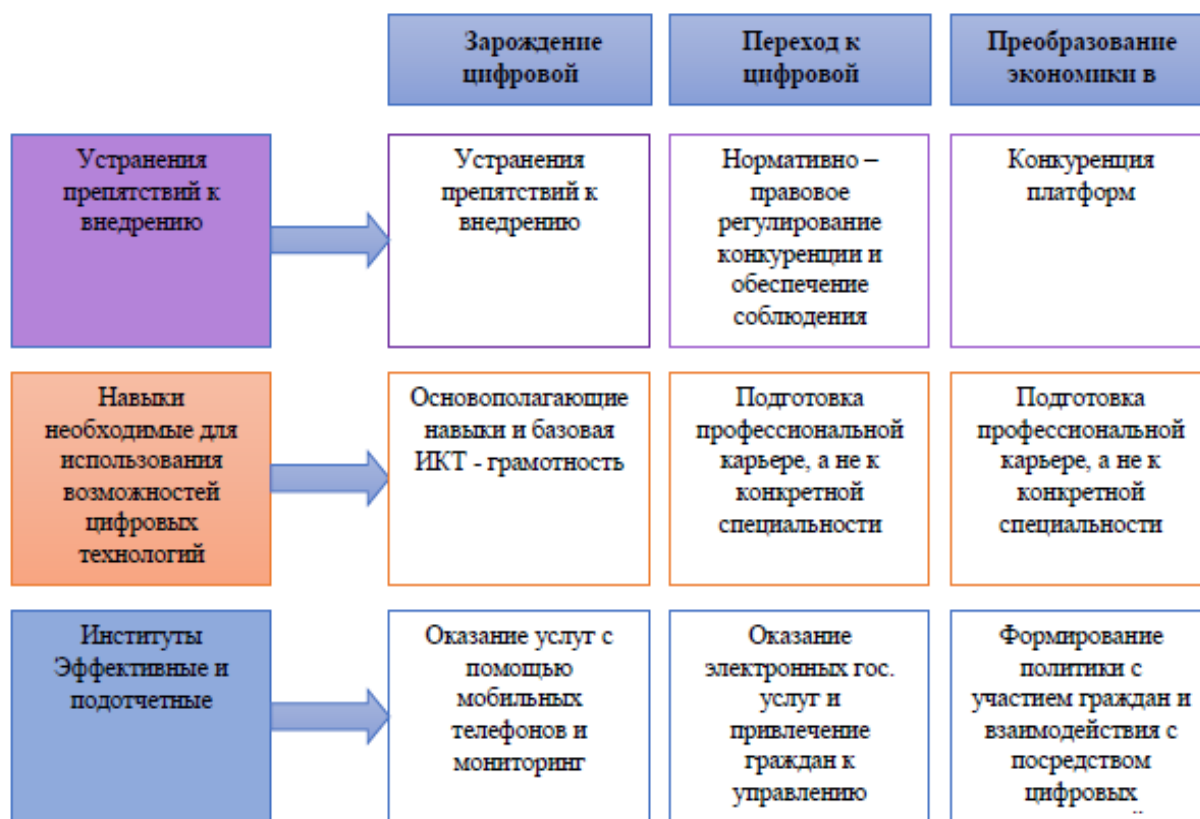 Зарождение
цифровой
Переход к
цифровой
Преобразование
экономики в
Устранения
препятствий к
внедрению
Устранения
препятствий к
внедрению
Нормативно –
правовое
регулирование
конкуренции и
обеспечение
соблюдения
Конкуренция
платформ
Навыки
необходимые для
использования
возможностей
цифровых
технологий
Основополагающие
навыки и базовая
ИКТ - грамотность
Подготовка
профессиональной
карьере, а не к
конкретной
специальности
Подготовка
профессиональной
карьере, а не к
конкретной
специальности
Институты
Эффективные и
подотчетные
Оказание услуг с
помощью
мобильных
телефонов и
мониторинг
Оказание
электронных гос.
услуг и
привлечение
граждан к
управлению
Формирование
политики с
участием граждан и
взаимодействия с
посредством
цифровых